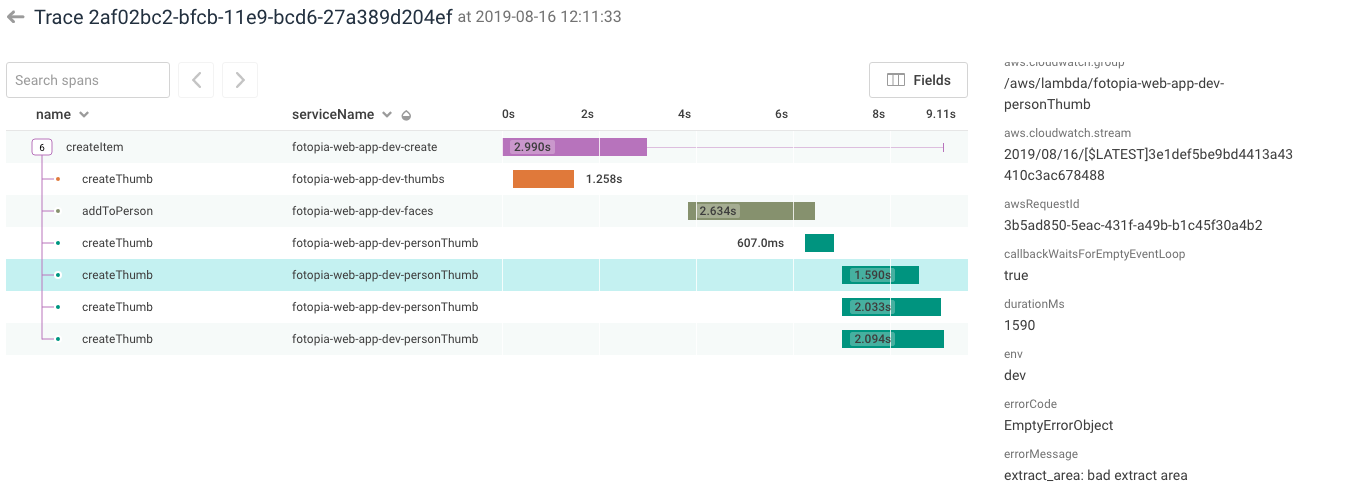 Trace 2af02bc2-bfcb-11e9-bcd6-27a389d204ef at 2019-08-16 12:11:33
Search spans
Fields
name serviceName 0s 2s 4s 6s 8s 9.11s
6 createItem fotopia-web-app-dev-create 2.990s
createThumb fotopia-web-app-dev-thumbs 1.258s
addToPerson fotopia-web-app-dev-faces 2.634s
createThumb fotopia-web-app-dev-personThumb 607.0ms
createThumb fotopia-web-app-dev-personThumb 1.590s
createThumb fotopia-web-app-dev-personThumb 2.033s
createThumb fotopia-web-app-dev-personThumb 2.094s
aws.cloudwatch.group
/aws/lambda/fotopia-web-app-dev-
personThumb
aws.cloudwatch.stream
2019/08/16/[$LATEST]3e1def5be9bd4413a43
410c3ac678488
awsRequestId
3b5ad850-5eac-431f-a49b-b1c45f30a4b2
callbackWaitsForEmptyEventLoop
true
durationMs
1590
env
dev
errorCode
EmptyErrorObject
errorMessage
extract_area: bad extract area